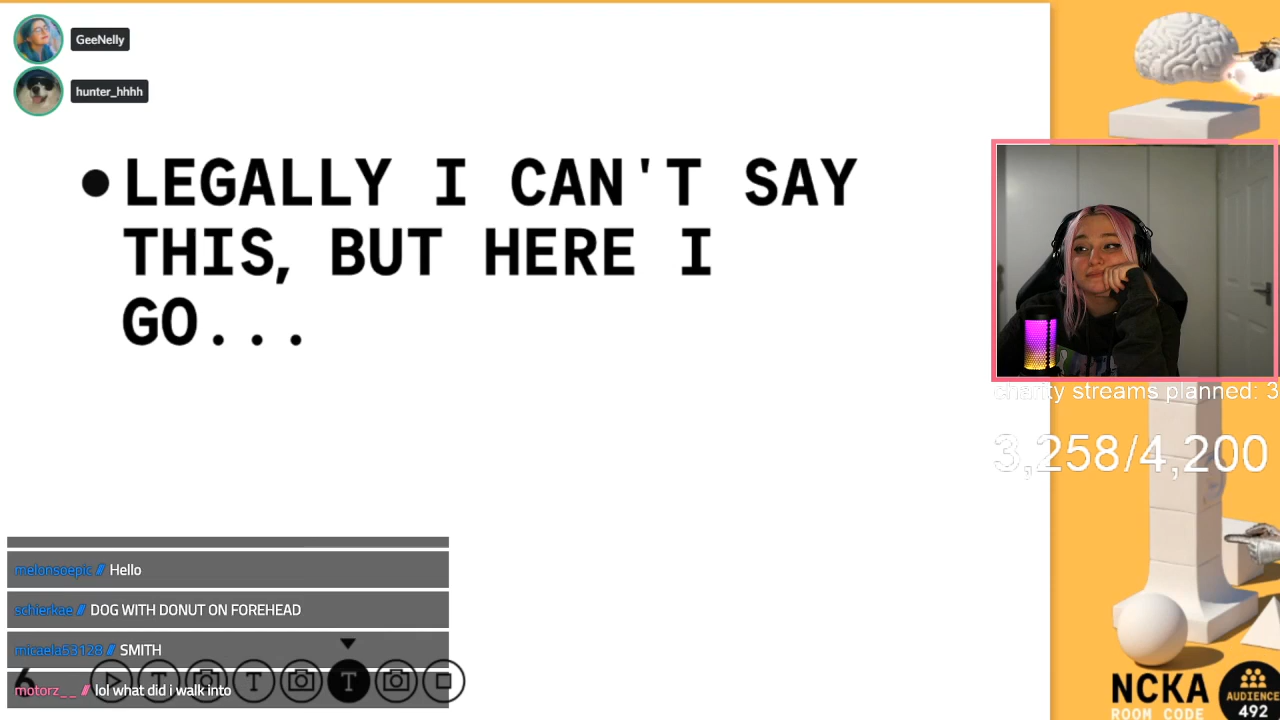 GeeNelly
hunter_hhhh
•LEGALLY I CAN'T SAY
THIS, BUT HERE I
GO...
charity streams planned: 3
3,258/4,200
melonsoepic // Hello
schierkae // DOG WITH DONUT ON FOREHEAD
micaela53128 // SMITH
motorz__ // lol what did i walk into
6
T
T
T
NCKA
ROOM CODE
AUDIENCE
492